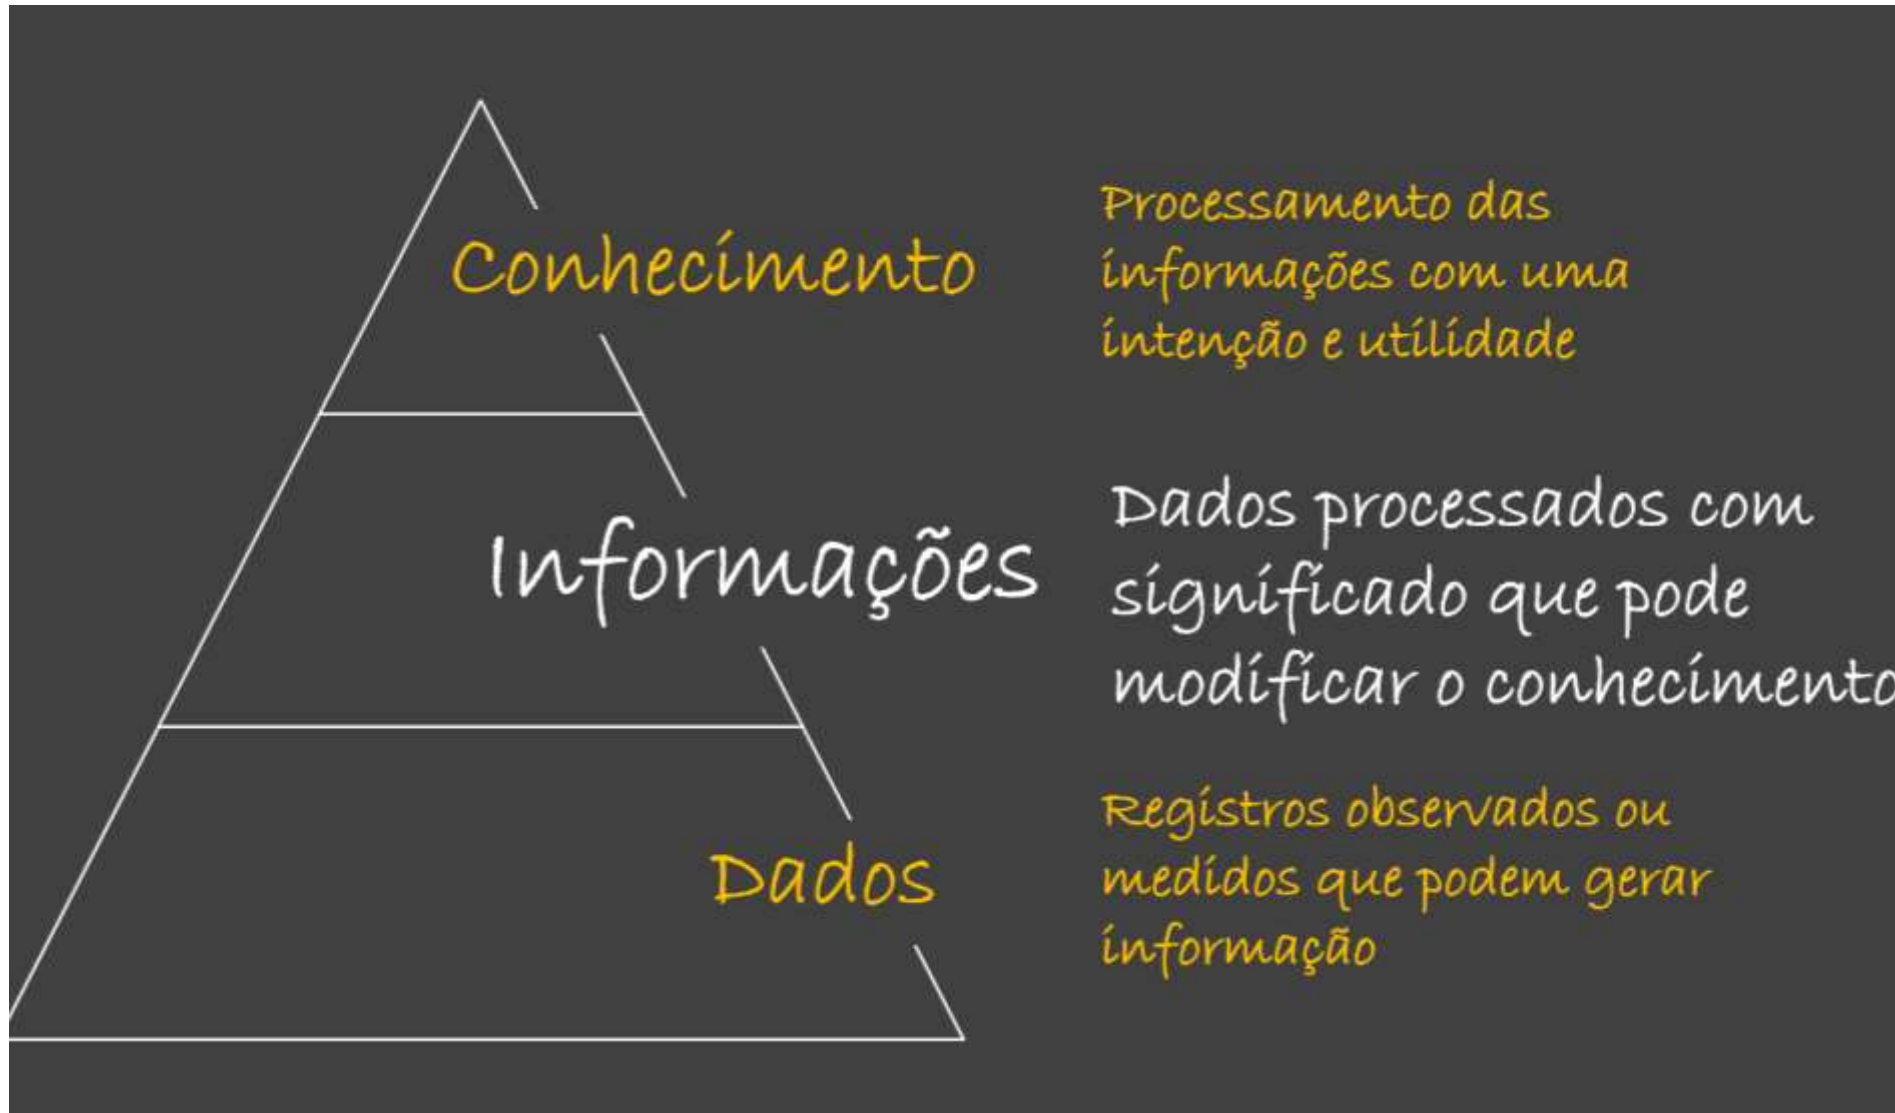 Conhecimento
Processamento das
informações com uma
intenção e utilidade
Informações
Dados processados com
significado que pode
modificar o conhecimento
Dados
Registros observados ou
medidos que podem gerar
informação